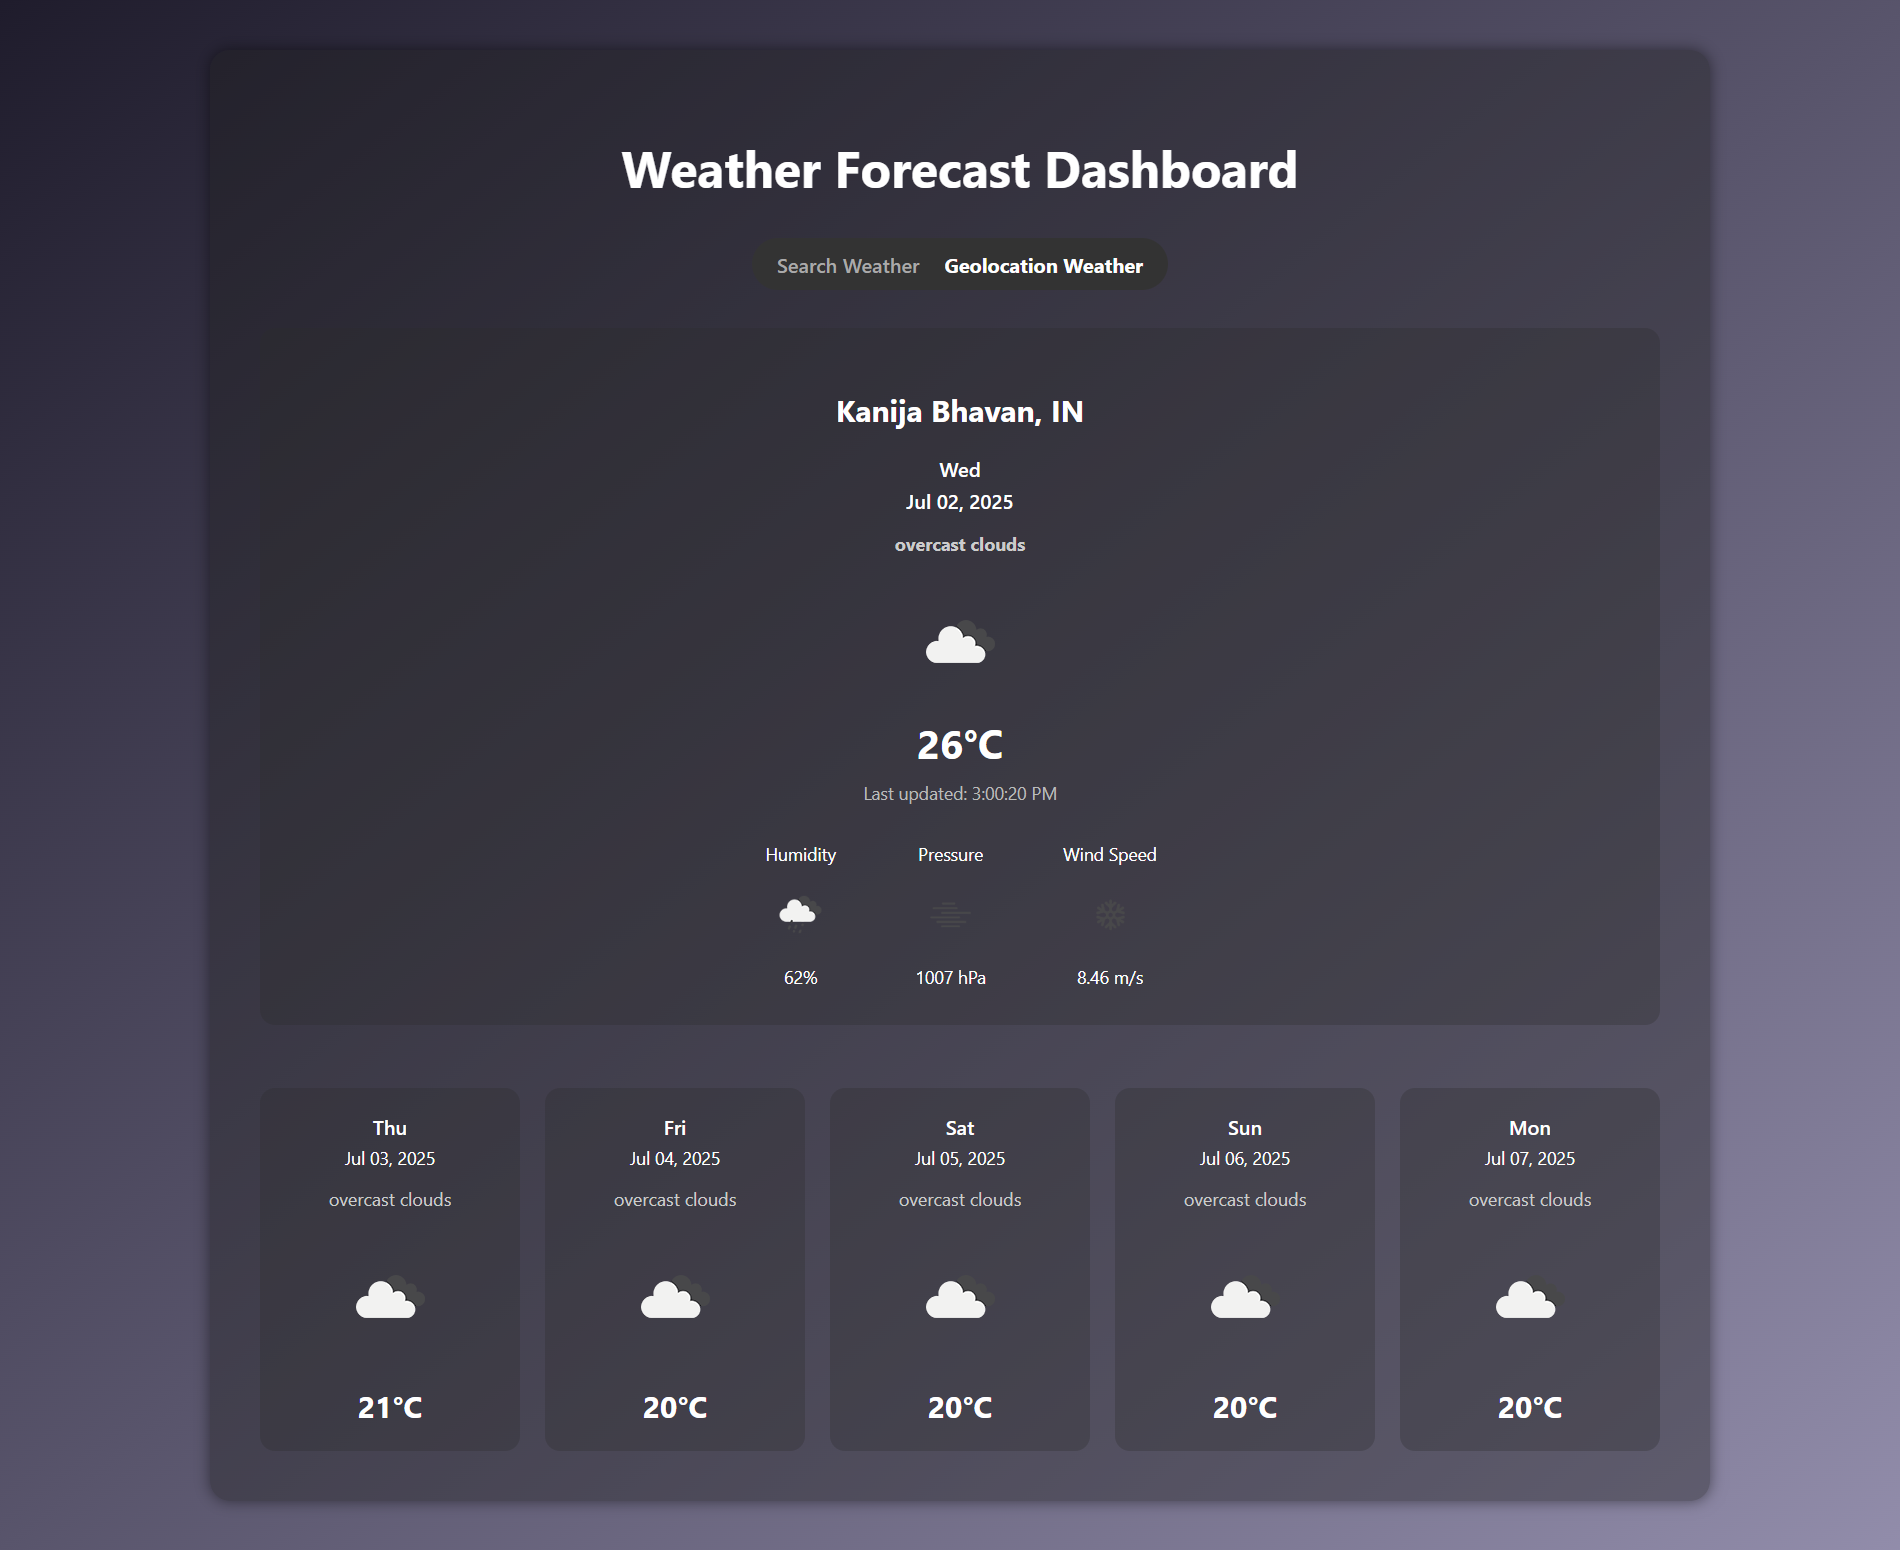 Weather Forecast Dashboard
Search Weather Geolocation Weather
Kanija Bhavan, IN
Wed
Jul 02, 2025
overcast clouds
26°C
Last updated: 3:00:20 PM
Humidity Pressure Wind Speed
62% 1007 hPa 8.46 m/s
Thu
Jul 03, 2025
overcast clouds
21°C
Fri
Jul 04, 2025
overcast clouds
20°C
Sat
Jul 05, 2025
overcast clouds
20°C
Sun
Jul 06, 2025
overcast clouds
20°C
Mon
Jul 07, 2025
overcast clouds
20°C